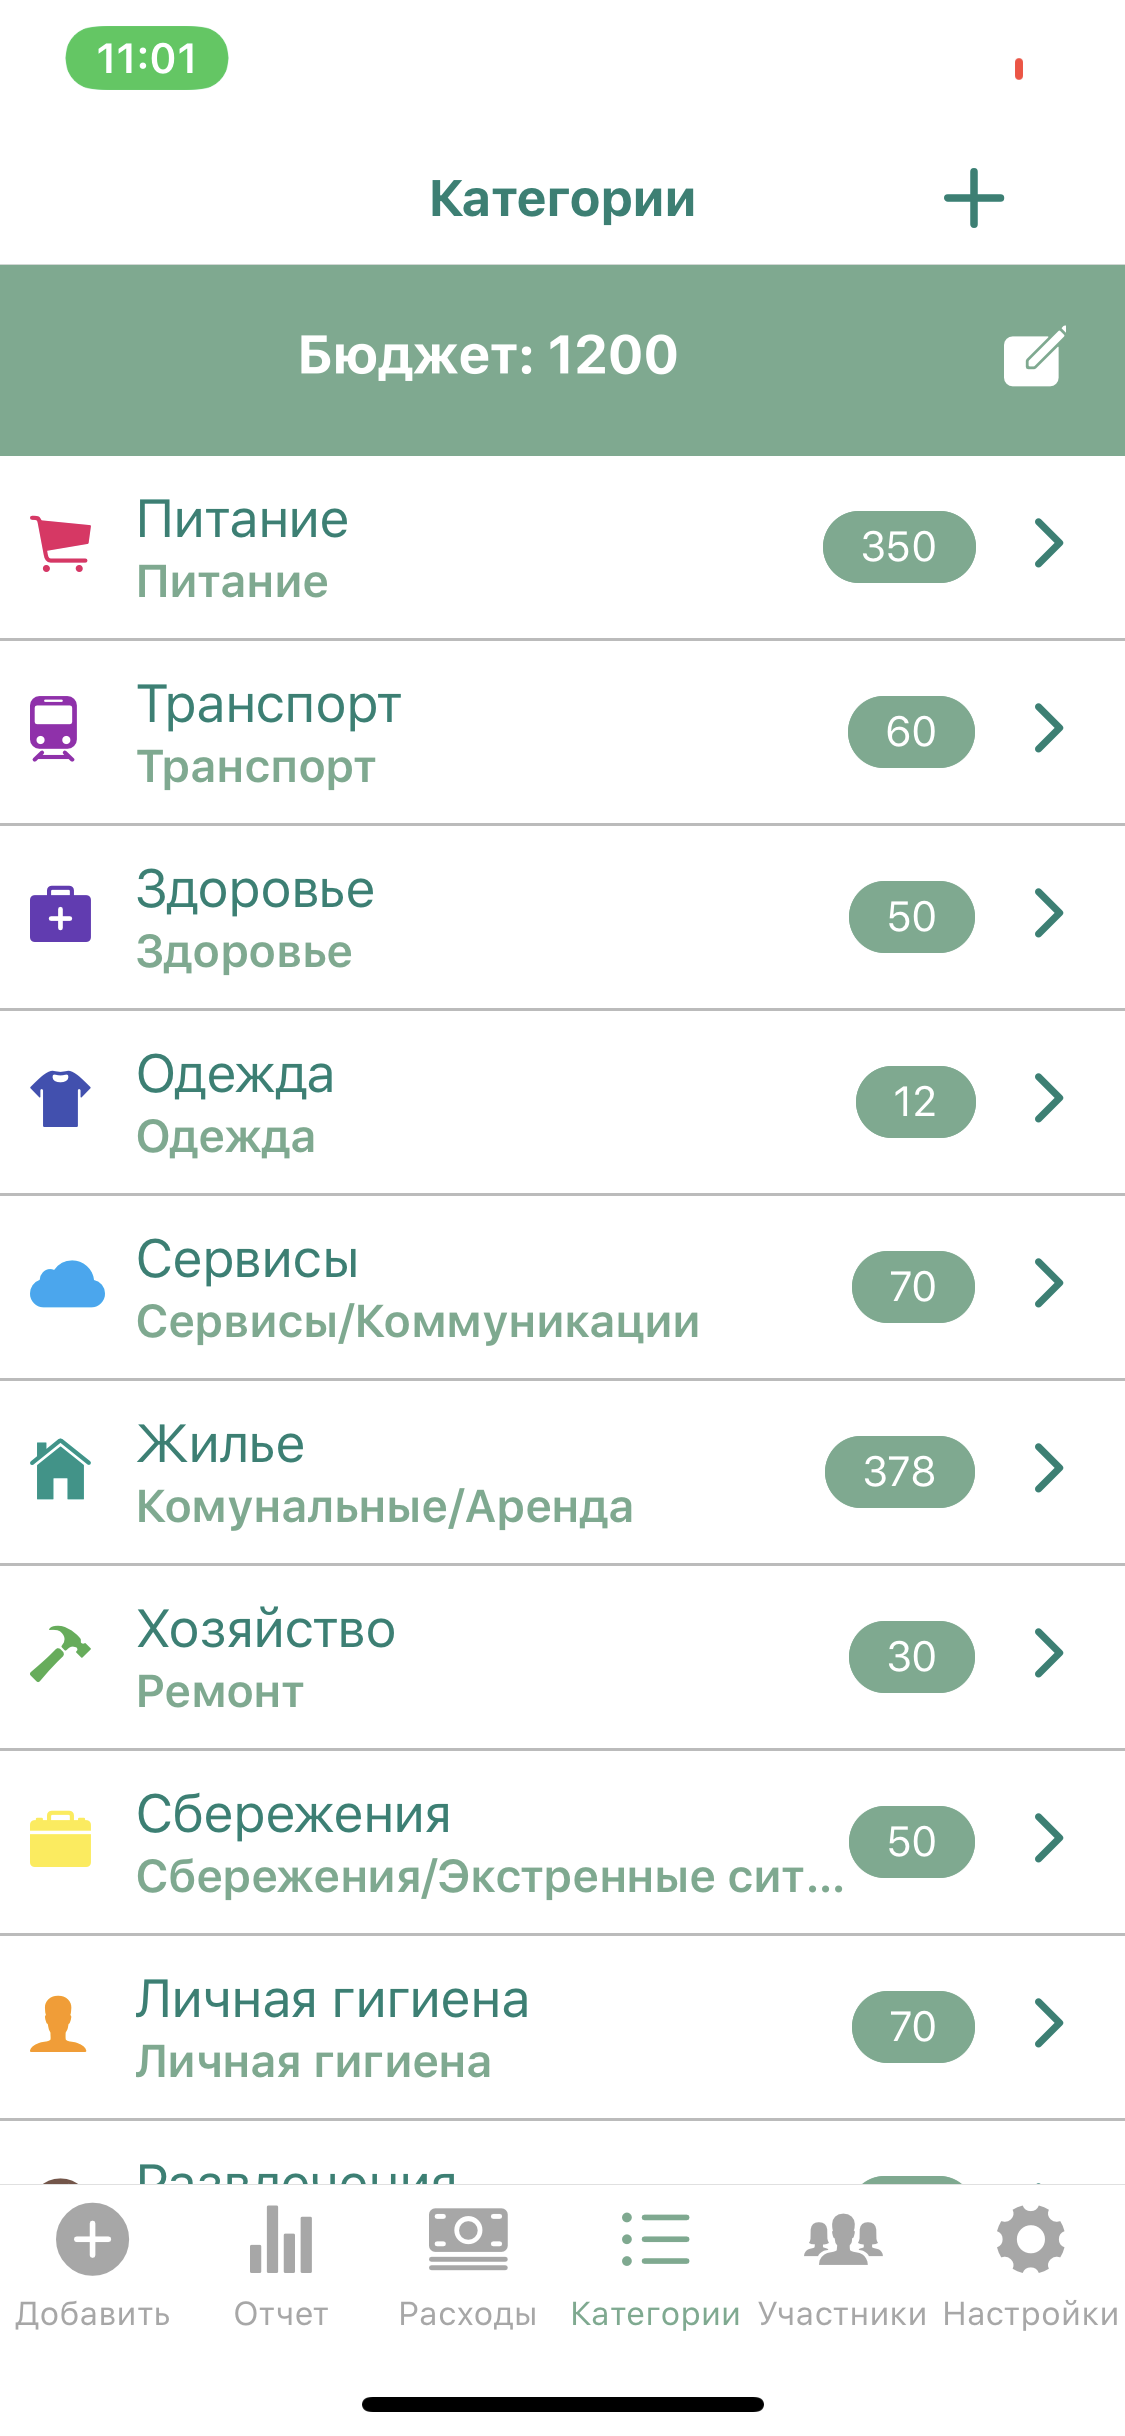 11:01
Категории
Бюджет: 1200
Питание
Питание
350
Транспорт
Транспорт
60
Здоровье
Здоровье
50
Одежда
Одежда
12
Сервисы
Сервисы/Коммуникации
70
Жилье
Комунальные/Аренда
378
Хозяйство
Ремонт
30
Сбережения
Сбережения/Экстренные сит...
50
Личная гигиена
Личная гигиена
70
Развлечения
Добавить
Отчет
Расходы
Категории
Участники
Настройки